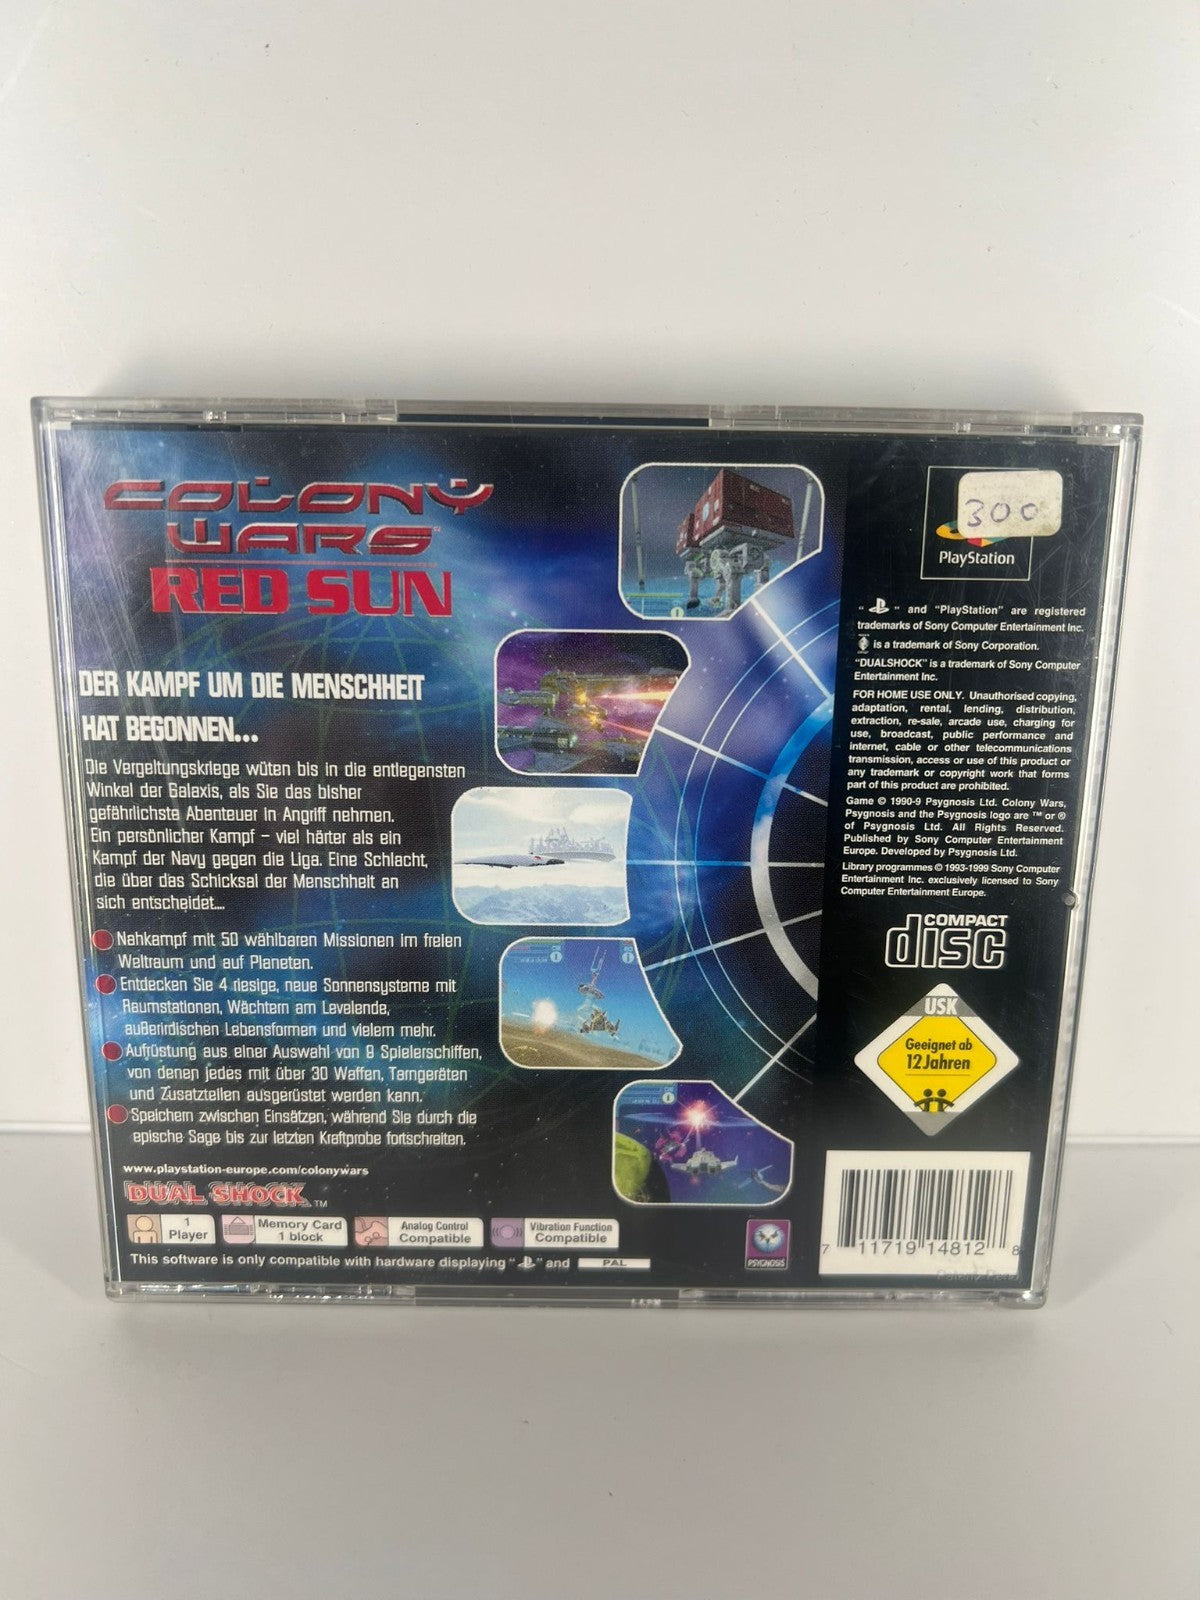 COLONY
WARS™
RED SUN
DER KAMPF UM DIE MENSCHHEIT
HAT BEGONNEN...
Die Vergeltungskriege wüten bis in die entlegensten
Winkel der Galaxis, als Sie das bisher
gefährlichste Abenteuer in Angriff nehmen.
Ein persönlicher Kampf – viel härter als ein
Kampf der Navy gegen die Liga. Eine Schlacht,
die über das Schicksal der Menschheit an
sich entscheidet...
Nahkampf mit 50 wählbaren Missionen im freien
Weltraum und auf Planeten.
Entdecken Sie 4 riesige, neue Sonnensysteme mit
Raumstationen, Wächtern am Levelende,
außerirdischen Lebensformen und vielem mehr.
Aufrüstung aus einer Auswahl von 8 Spielerschiffen,
von denen jedes mit über 30 Waffen, Tarngeräten
und Zusatzteilen ausgerüstet werden kann.
Speichern zwischen Einsätzen, während Sie durch die
epische Sage bis zur letzten Kraftprobe fortschreiten.
www.playstation-europe.com/colonywars
DUAL SHOCK™
1
Player
Memory Card
1 block
Analog Control
Compatible
Vibration Function
Compatible
This software is only compatible with hardware displaying " " and PAL
PSYGNOSIS
300
PlayStation
" " and "PlayStation" are registered
trademarks of Sony Computer Entertainment Inc.
is a trademark of Sony Corporation.
"DUALSHOCK" is a trademark of Sony Computer
Entertainment Inc.
FOR HOME USE ONLY. Unauthorised copying,
adaptation, rental, lending, distribution,
extraction, re-sale, arcade use, charging for
use, broadcast, public performance and
internet, cable or other telecommunications
transmission, access or use of this product or
any trademark or copyright work that forms
part of this product are prohibited.
Game © 1990-9 Psygnosis Ltd. Colony Wars,
Psygnosis and the Psygnosis logo are ™ or ®
of Psygnosis Ltd. All Rights Reserved.
Published by Sony Computer Entertainment
Europe. Developed by Psygnosis Ltd.
Library programmes © 1993-1999 Sony Computer
Entertainment Inc. exclusively licensed to Sony
Computer Entertainment Europe.
COMPACT
disc
USK
Geeignet ab
12 Jahren
7 11719 14812 8